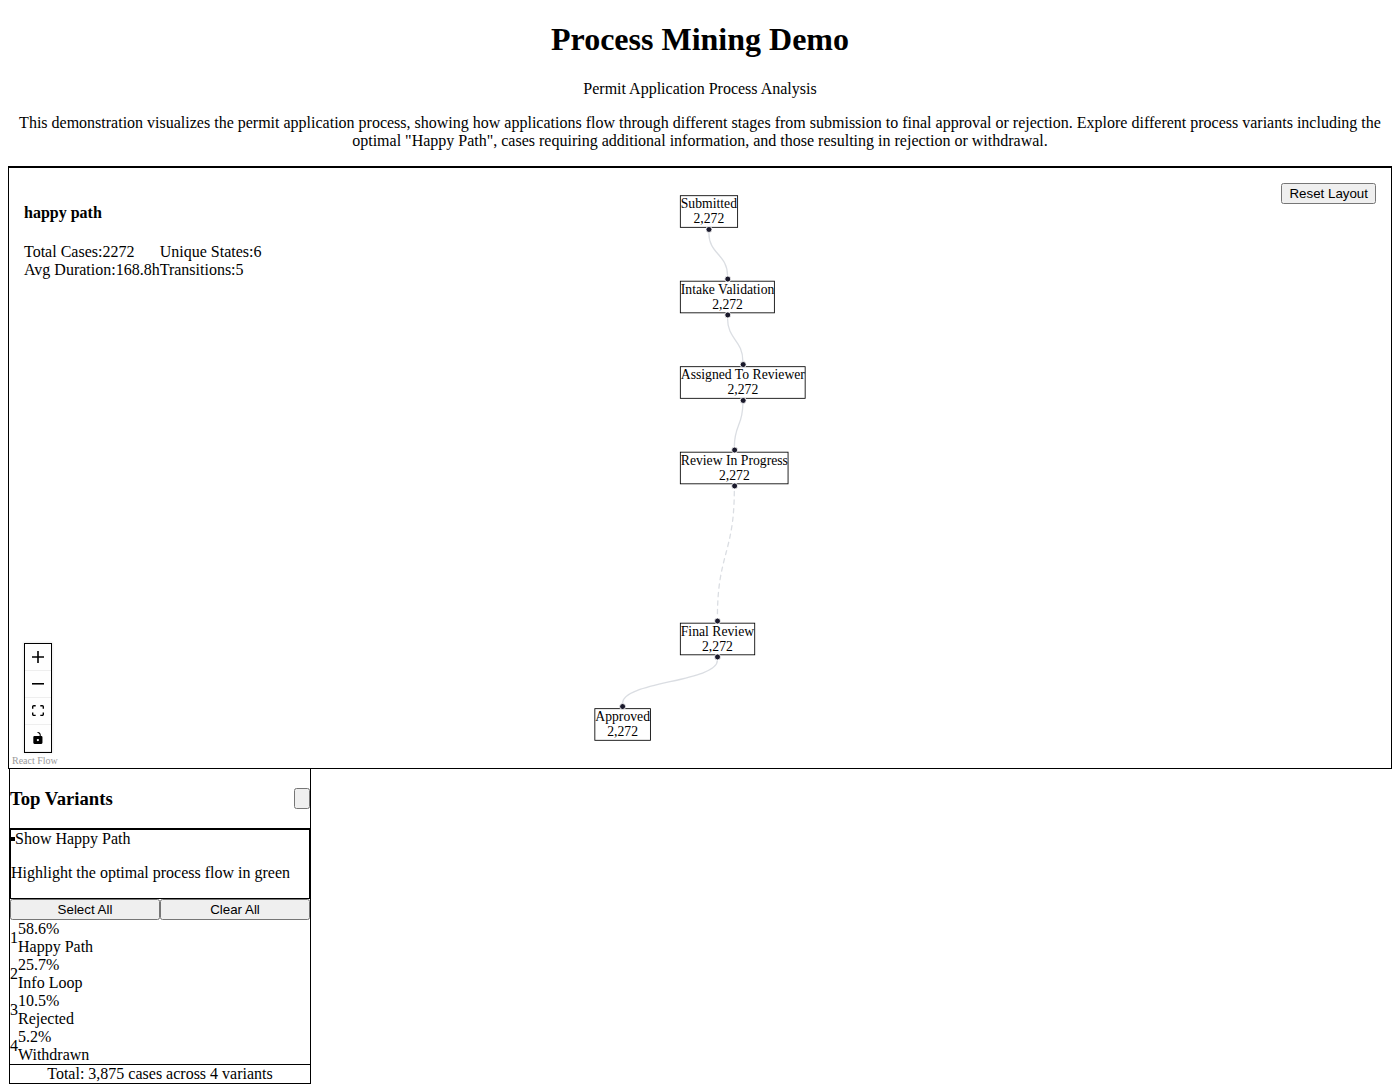 Process Mining Demo
Permit Application Process Analysis
This demonstration visualizes the permit application process, showing how applications flow through different stages from submission to final approval or rejection. Explore different process variants including the
optimal "Happy Path", cases requiring additional information, and those resulting in rejection or withdrawal.
Reset Layout
happy path
Total Cases:2272 Unique States:6
Avg Duration:168.8hTransitions:5
Submitted
2,272
Intake Validation
2,272
Assigned To Reviewer
2,272
Review In Progress
2,272
Final Review
2,272
Approved
2,272
React Flow
Top Variants
Show Happy Path
Highlight the optimal process flow in green
Select All Clear All
1
58.6%
Happy Path
2
25.7%
Info Loop
3
10.5%
Rejected
4
5.2%
Withdrawn
Total: 3,875 cases across 4 variants